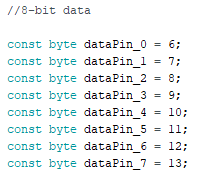 //8-bit data
const byte dataPin_0 = 6;
const byte dataPin_1 = 7;
const byte dataPin_2 = 8;
const byte dataPin_3 = 9;
const byte dataPin_4 = 10;
const byte dataPin_5 = 11;
const byte dataPin_6 = 12;
const byte dataPin_7 = 13;